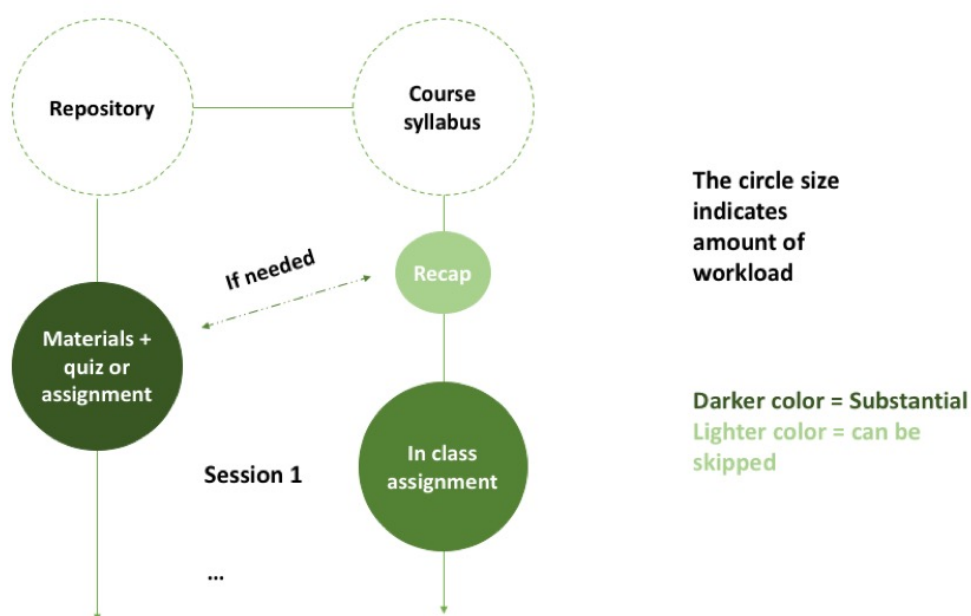 Repository
Course
syllabus
If needed
Recap
Materials +
quiz or
assignment
Session 1
In class
assignment
...
The circle size
indicates
amount of
workload
Darker color = Substantial
Lighter color = can be
skipped